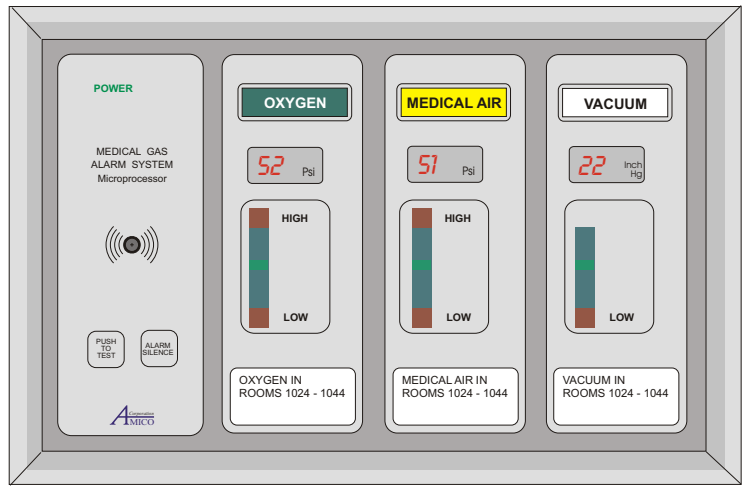 POWER
MEDICAL GAS
ALARM SYSTEM
Microprocessor
PUSH
TO
TEST
ALARM
SILENCE
Corporation
AMICO
OXYGEN
52 Psi
HIGH
LOW
OXYGEN IN
ROOMS 1024 - 1044
MEDICAL AIR
51 Psi
HIGH
LOW
MEDICAL AIR IN
ROOMS 1024 - 1044
VACUUM
22 Inch
Hg
LOW
VACUUM IN
ROOMS 1024 - 1044